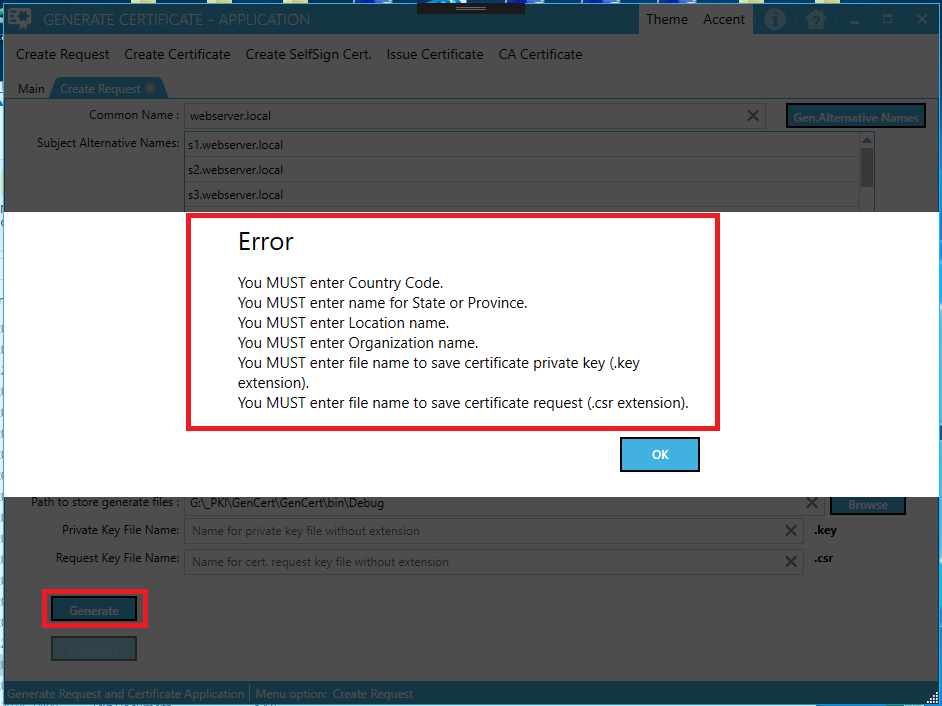 GENERATE CERTIFICATE - APPLICATION
Theme Accent
Create Request Create Certificate Create SelfSign Cert. Issue Certificate CA Certificate
Main Create Request
Common Name : webserver.local Gen.Alternative Names
Subject Alternative Names: s1.webserver.local
s2.webserver.local
s3.webserver.local
Error
You MUST enter Country Code.
You MUST enter name for State or Province.
You MUST enter Location name.
You MUST enter Organization name.
You MUST enter file name to save certificate private key (.key
extension).
You MUST enter file name to save certificate request (.csr extension).
OK
Path to store generate files : G:\_PKI\GenCert\GenCert\bin\Debug Browse
Private Key File Name: Name for private key file without extension .key
Request Key File Name: Name for cert. request key file without extension .csr
Generate
Continue
Generate Request and Certificate Application Menu option: Create Request